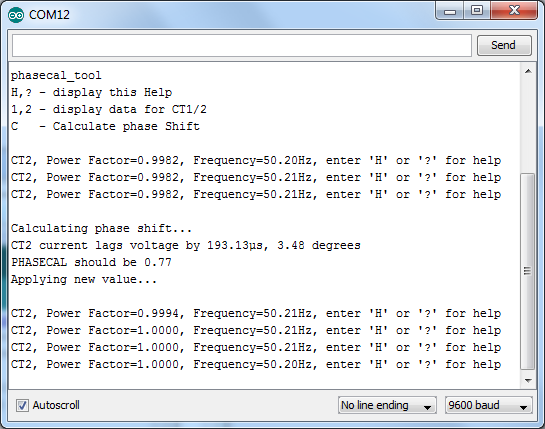 COM12
Send
phasecal_tool
H,? - display this Help
1,2 - display data for CT1/2
C   - Calculate phase Shift
CT2, Power Factor=0.9982, Frequency=50.20Hz, enter 'H' or '?' for help
CT2, Power Factor=0.9982, Frequency=50.21Hz, enter 'H' or '?' for help
CT2, Power Factor=0.9982, Frequency=50.21Hz, enter 'H' or '?' for help
Calculating phase shift...
CT2 current lags voltage by 193.13µs, 3.48 degrees
PHASECAL should be 0.77
Applying new value...
CT2, Power Factor=0.9994, Frequency=50.21Hz, enter 'H' or '?' for help
CT2, Power Factor=1.0000, Frequency=50.21Hz, enter 'H' or '?' for help
CT2, Power Factor=1.0000, Frequency=50.21Hz, enter 'H' or '?' for help
CT2, Power Factor=1.0000, Frequency=50.20Hz, enter 'H' or '?' for help
Autoscroll
No line ending
9600 baud